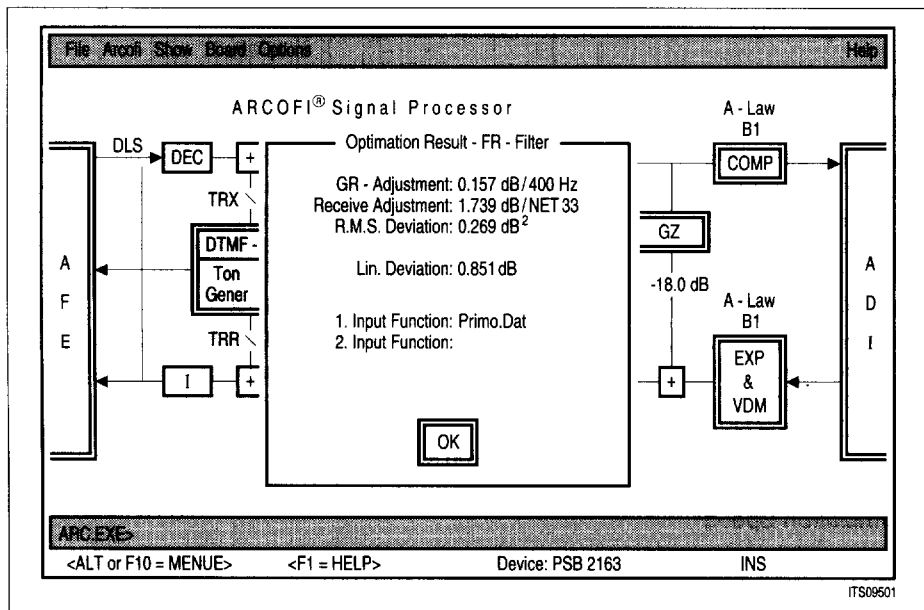 File Arcofi Show Board Options Help
ARCOFI® Signal Processor
DLS
DEC
+
TRX
DTMF -
Ton
Gener
TRR
I
+
A
F
E
Optimation Result - FR - Filter
GR - Adjustment: 0.157 dB/400 Hz
Receive Adjustment: 1.739 dB/NET 33
R.M.S. Deviation: 0.269 dB²
Lin. Deviation: 0.851 dB
1. Input Function: Primo.Dat
2. Input Function:
OK
A - Law
B1
COMP
GZ
-18.0 dB
A - Law
B1
EXP
&
VDM
+
A
D
I
ARC.EXE>
<ALT or F10 = MENUE> <F1 = HELP> Device: PSB 2163 INS
ITS09501